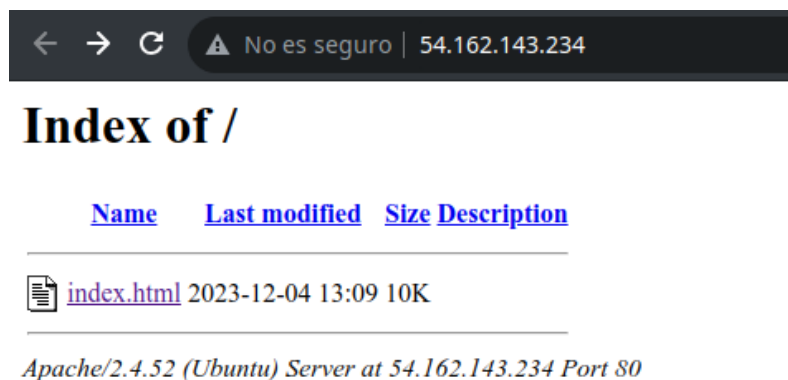 No es seguro | 54.162.143.234
Index of /
Name Last modified Size Description
index.html 2023-12-04 13:09 10K
Apache/2.4.52 (Ubuntu) Server at 54.162.143.234 Port 80